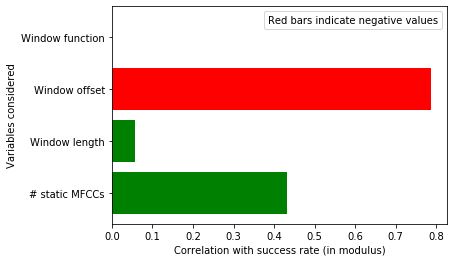 Red bars indicate negative values
Variables considered
Window function
Window offset
Window length
# static MFCCs
0.0 0.1 0.2 0.3 0.4 0.5 0.6 0.7 0.8
Correlation with success rate (in modulus)